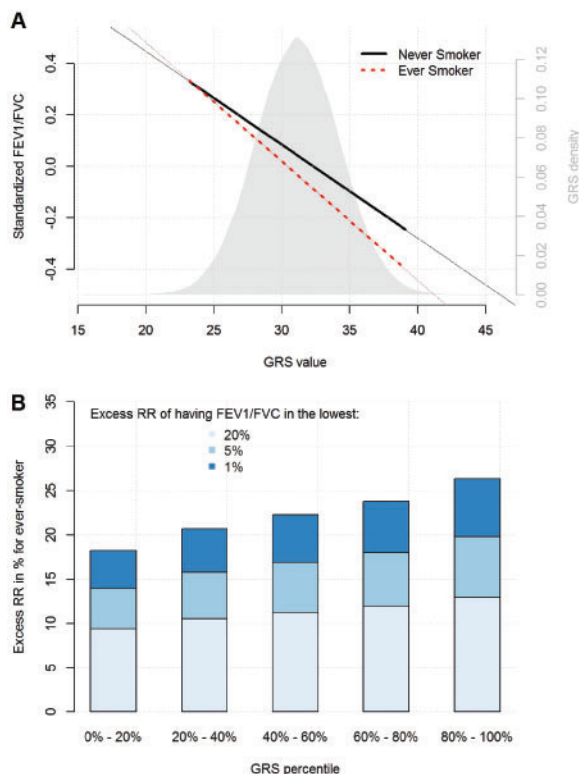 A
Never Smoker
Ever Smoker
Standardized FEV1/FVC
0.4
0.2
0.0
-0.2
-0.4
GRS density
0.12
0.10
0.08
0.06
0.04
0.02
0.00
15 20 25 30 35 40 45
GRS value
B
Excess RR of having FEV1/FVC in the lowest:
20%
5%
1%
Excess RR in % for ever-smoker
35
30
25
20
15
10
5
0
0% - 20% 20% - 40% 40% - 60% 60% - 80% 80% - 100%
GRS percentile